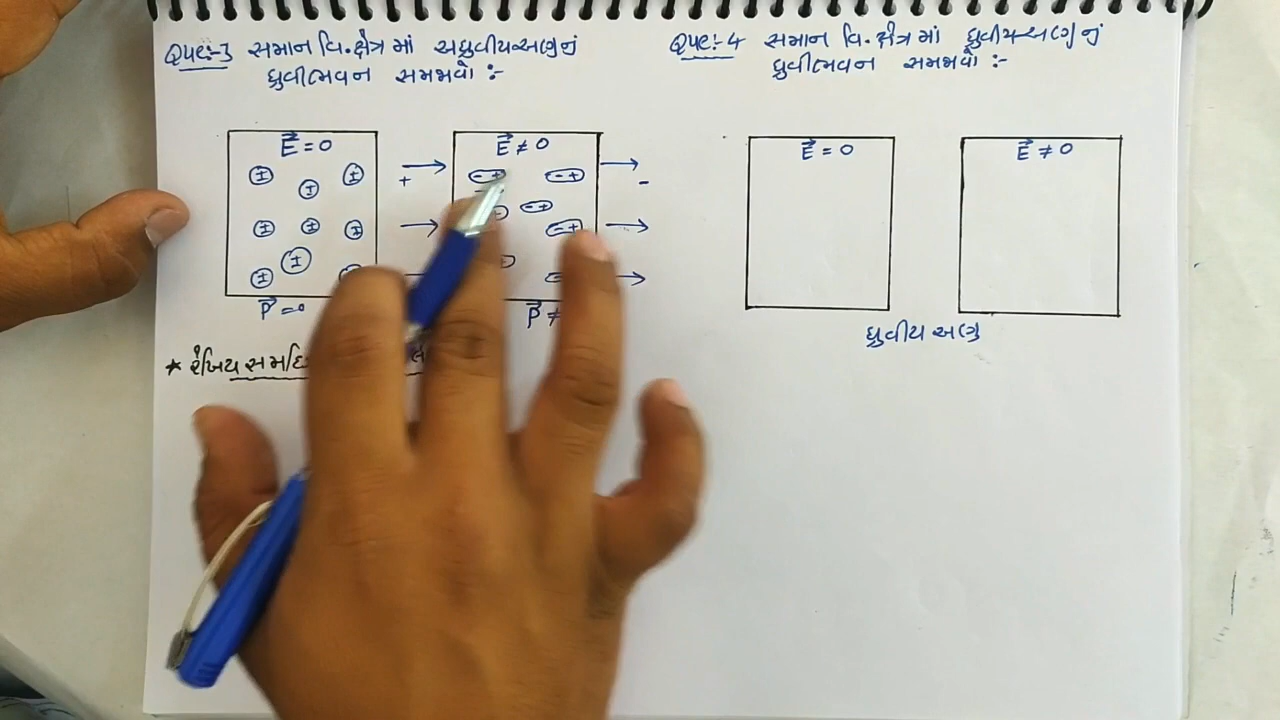 Que:-3 સમાન વિ.ક્ષેત્ર માં અધ્રુવીય અણુનું
ધ્રુવીભવન સમજાવો :-
E⃗ = 0
P⃗ = 0
+
E⃗ ≠ 0
-
P⃗ ≠
* રેખિય સમદિ
Que:-4 સમાન વિ.ક્ષેત્ર માં ધ્રુવીય અણુનું
ધ્રુવીભવન સમજાવો :-
E⃗ = 0
E⃗ ≠ 0
ધ્રુવીય અણુ